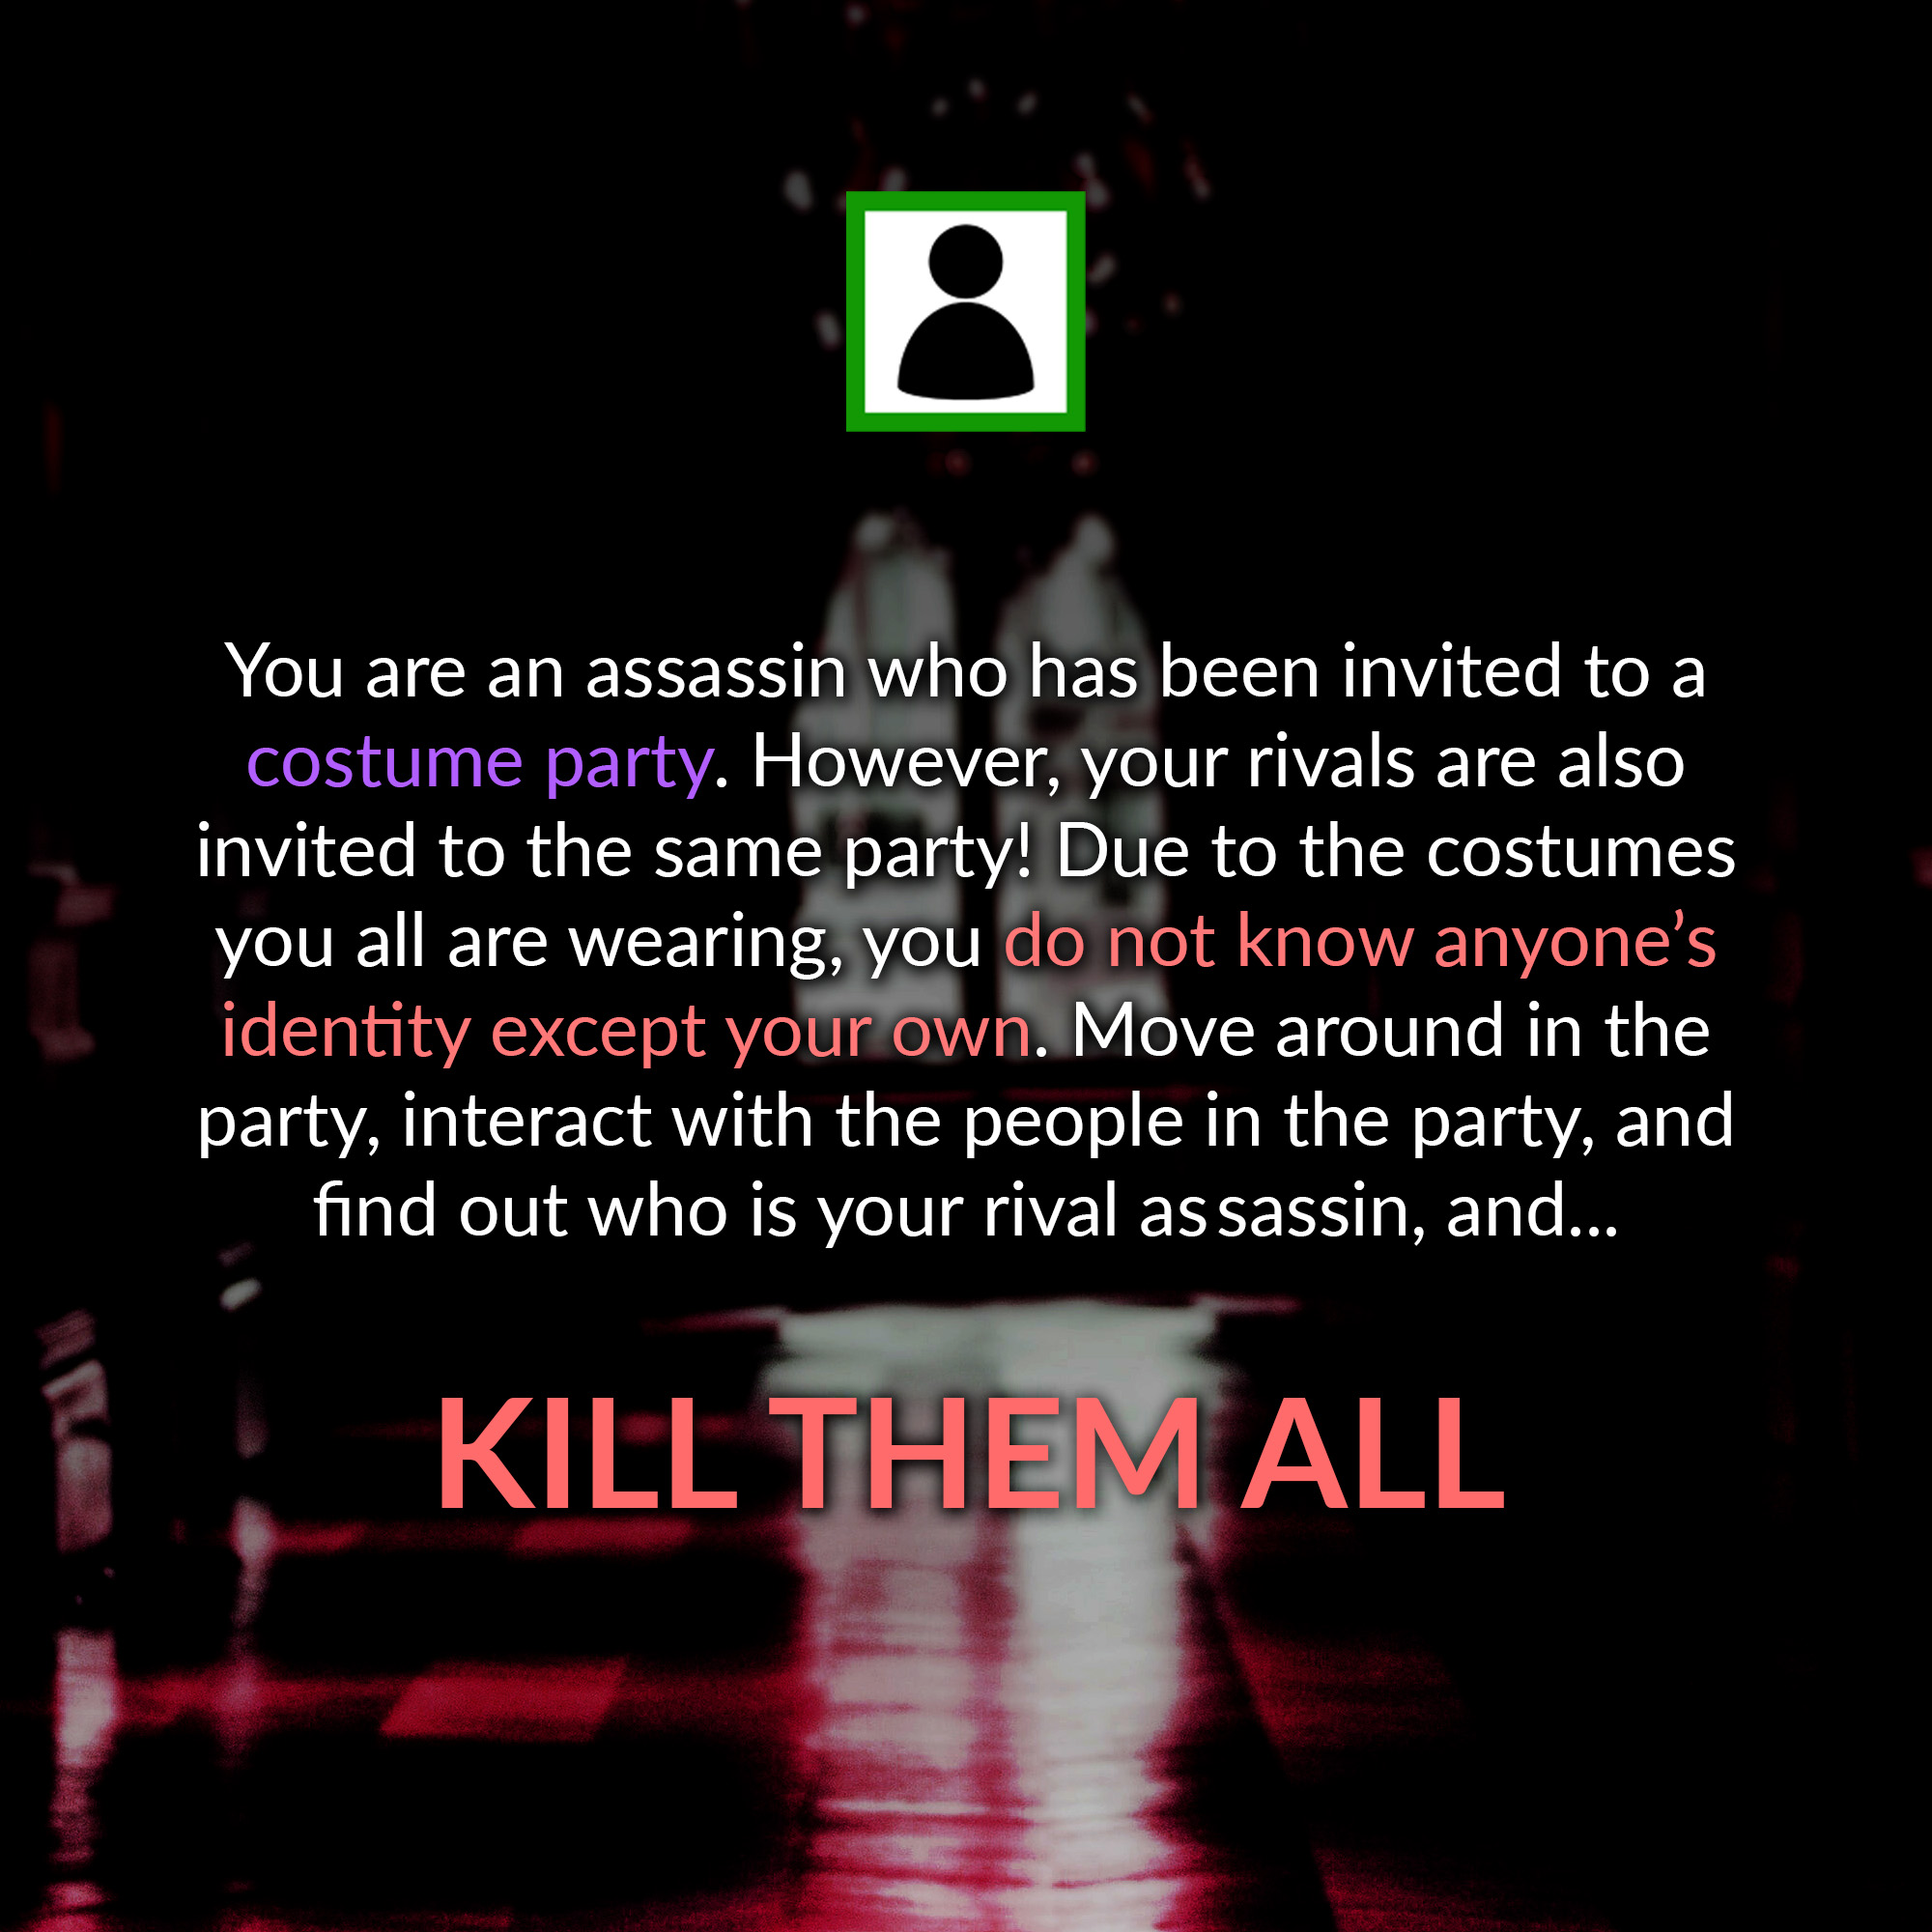 You are an assassin who has been invited to a
costume party. However, your rivals are also
invited to the same party! Due to the costumes
you all are wearing, you do not know anyone’s
identity except your own. Move around in the
party, interact with the people in the party, and
find out who is your rival assassin, and...
KILL THEM ALL